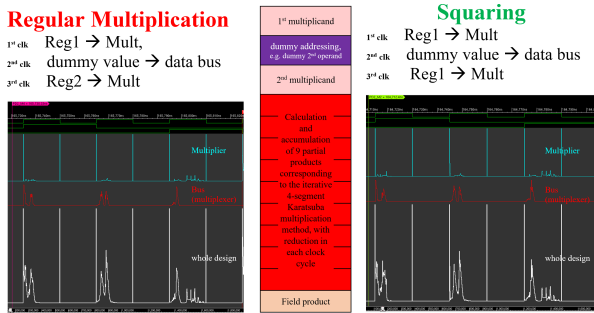 Regular Multiplication
1st clk Reg1 → Mult,
2nd clk dummy value → data bus
3rd clk Reg2 → Mult
Multiplier
Bus
(multiplexer)
whole design
1st multiplicand
dummy addressing,
e.g. dummy 2nd operand
2nd multiplicand
Calculation
and
accumulation
of 9 partial
products
corresponding
to the iterative
4-segment
Karatsuba
multiplication
method, with
reduction in
each clock
cycle
Field product
Squaring
1st clk Reg1 → Mult
2nd clk dummy value → data bus
3rd clk Reg1 → Mult
Multiplier
Bus
(multiplexer)
whole design